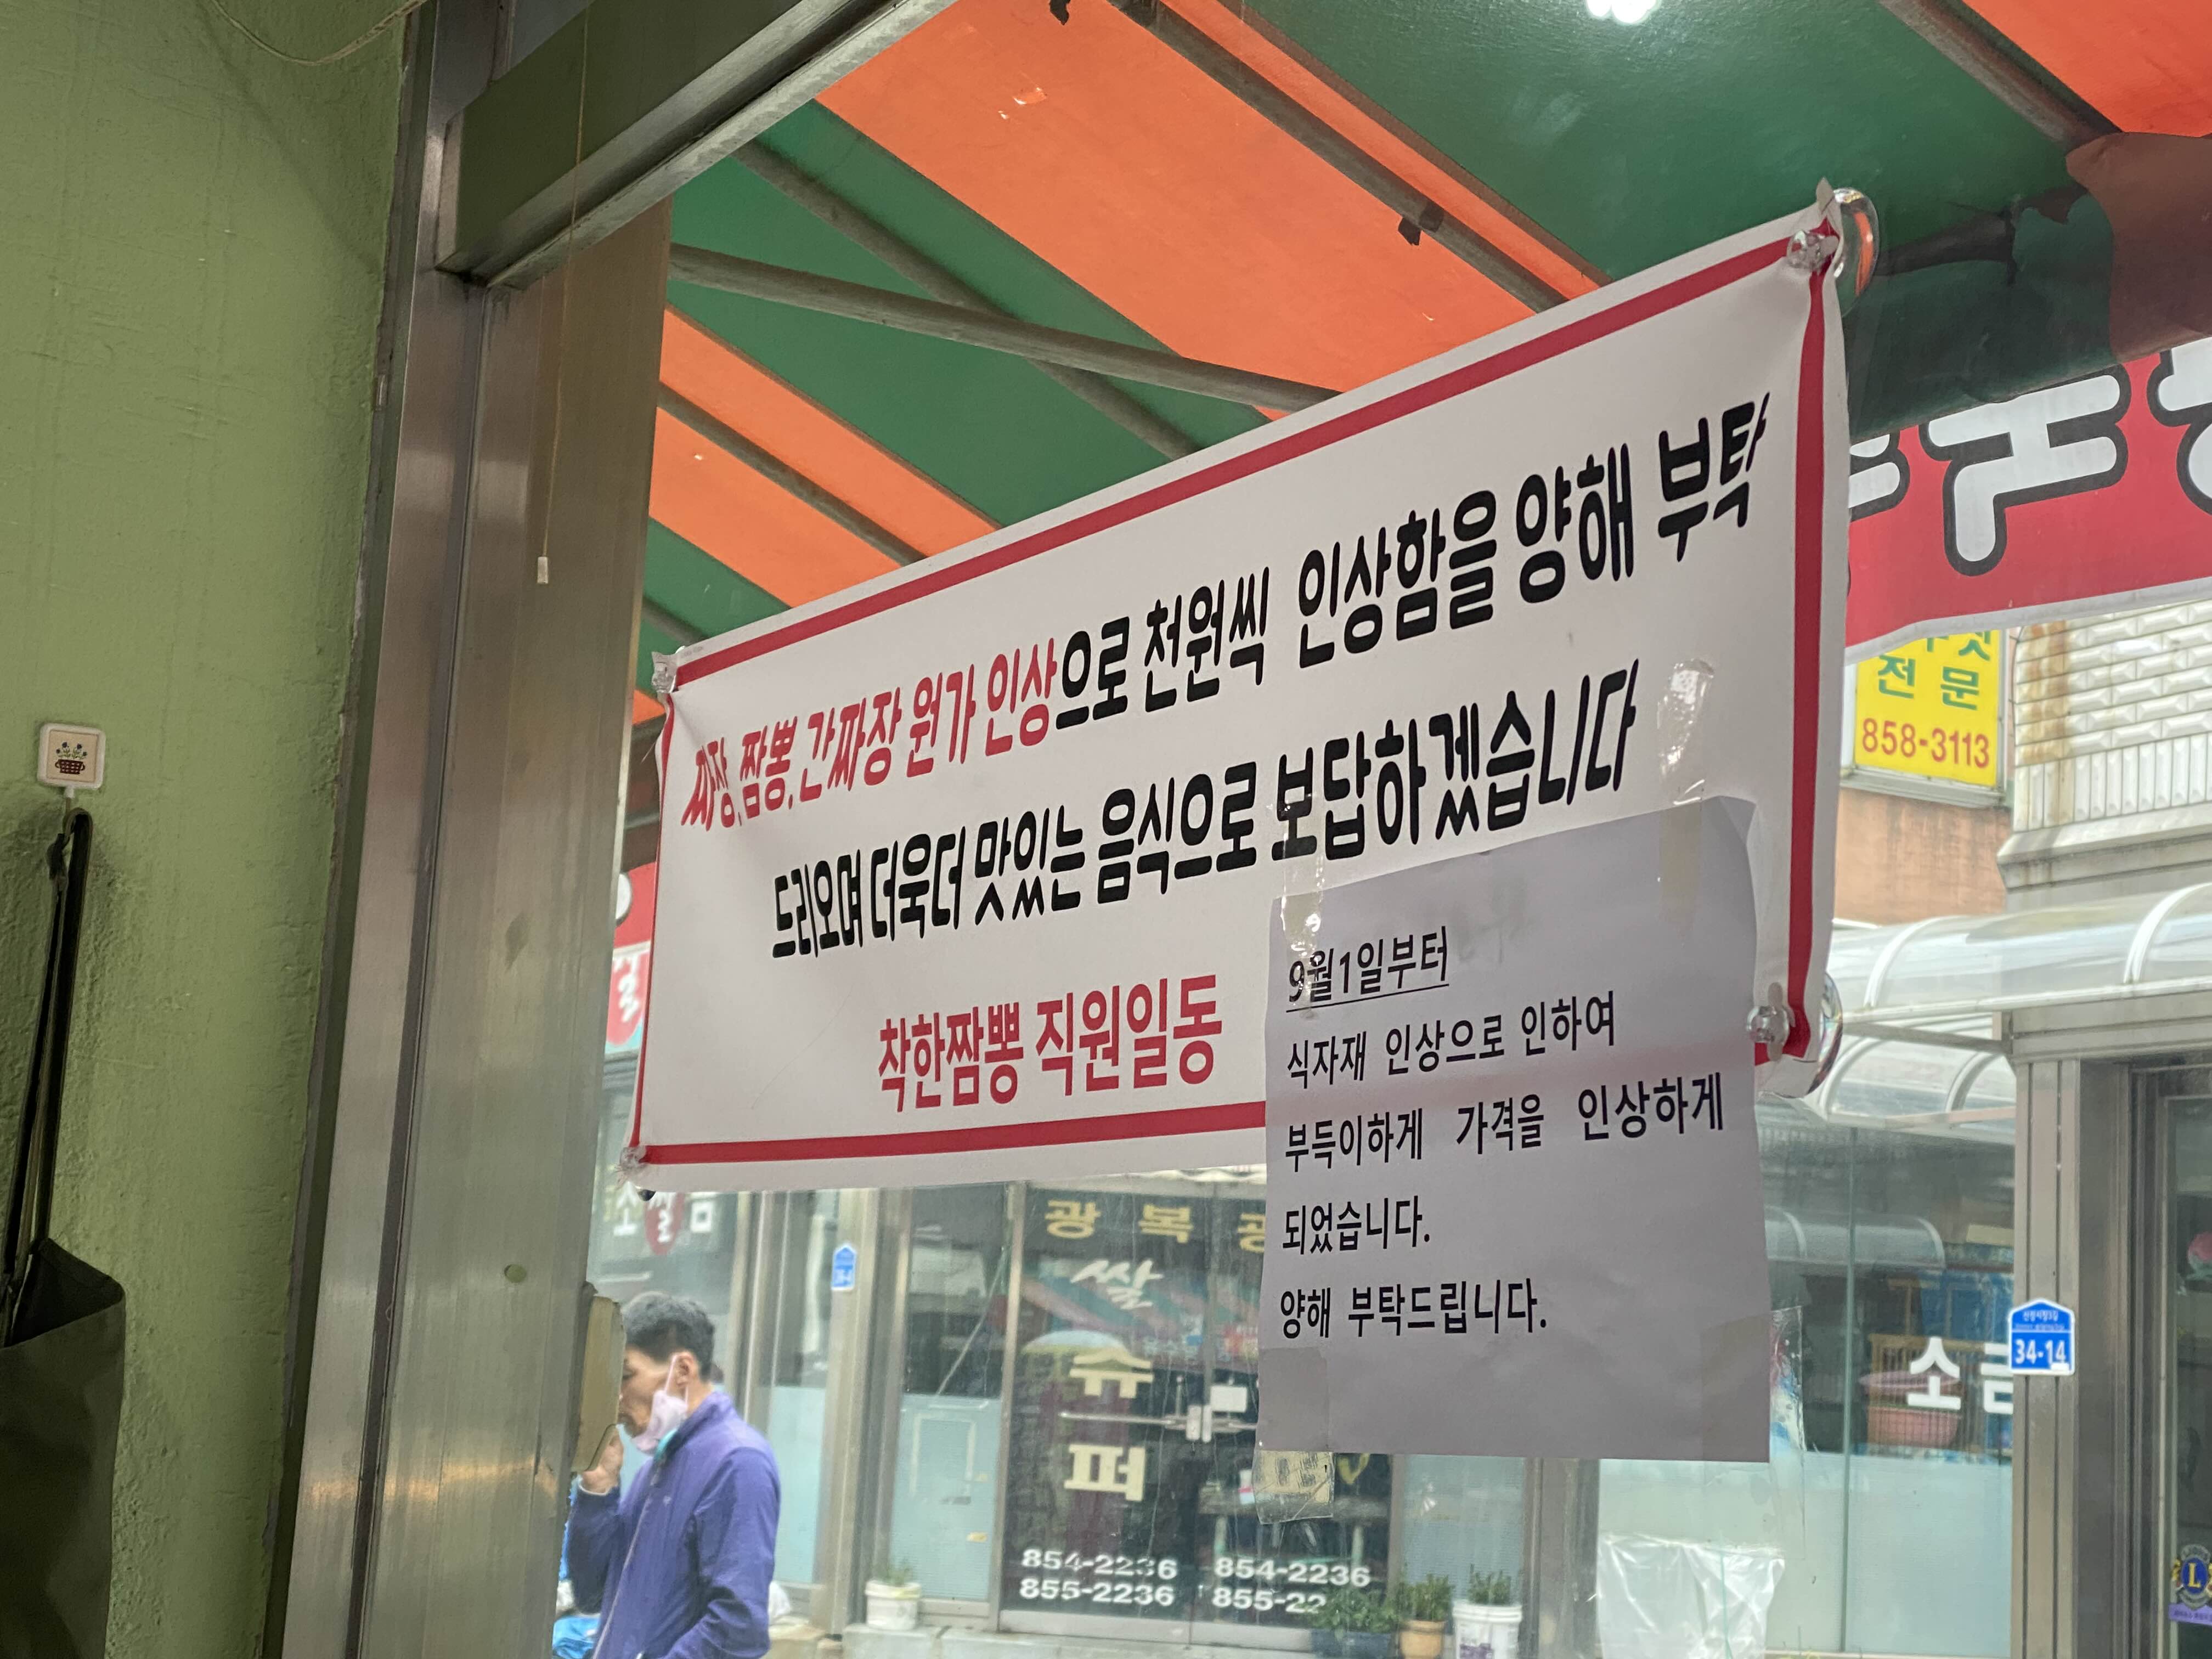 짜장,짬뽕,간짜장 원가 인상으로 천원씩 인상함을 양해 부탁
드리오며 더욱더 맛있는 음식으로 보답하겠습니다
착한짬뽕 직원일동
9월1일부터
식자재 인상으로 인하여
부득이하게 가격을 인상하게
되었습니다.
양해 부탁드립니다.
전문
858-3113
광복
쌀
슈
퍼
854-2236 854-2236
855-2236 855-22
34-14
소금